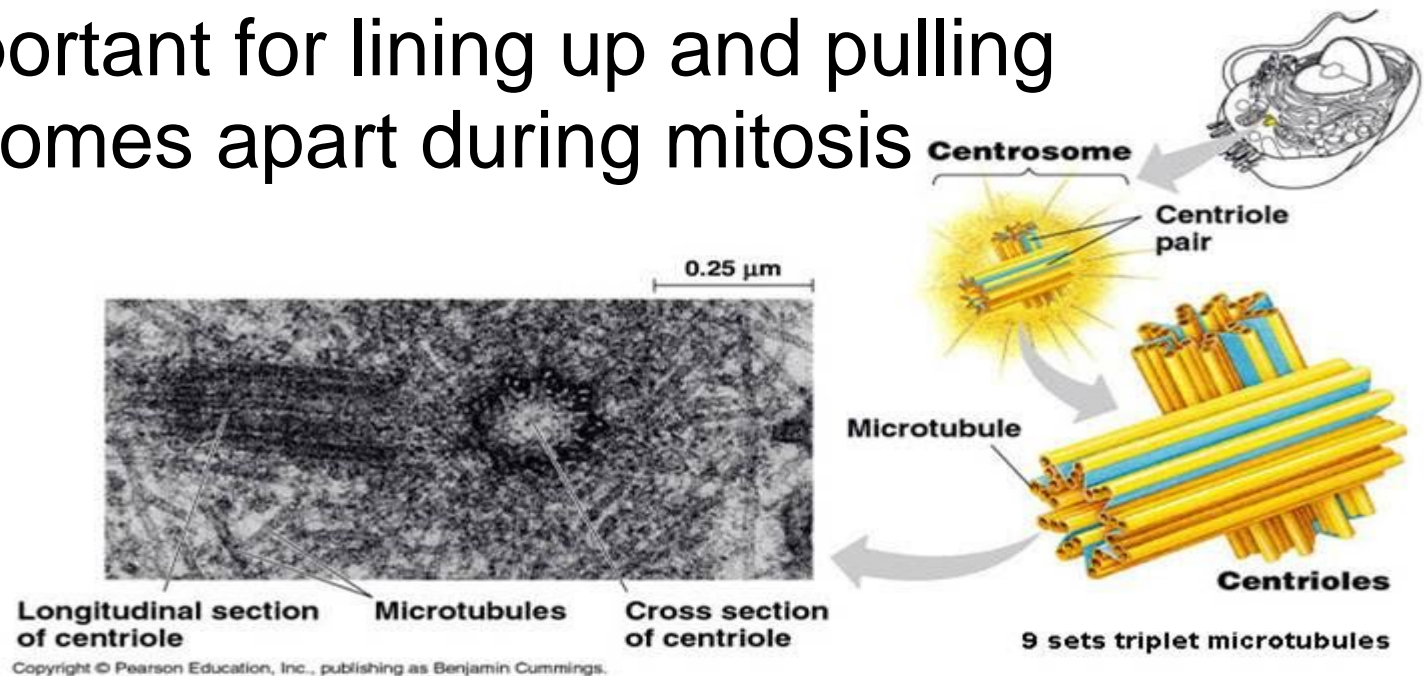 portant for lining up and pulling
omes apart during mitosis
Centrosome
Centriole
pair
0.25 µm
Microtubule
Longitudinal section
of centriole
Microtubules
Cross section
of centriole
Centrioles
9 sets triplet microtubules
Copyright © Pearson Education, Inc., publishing as Benjamin Cummings.